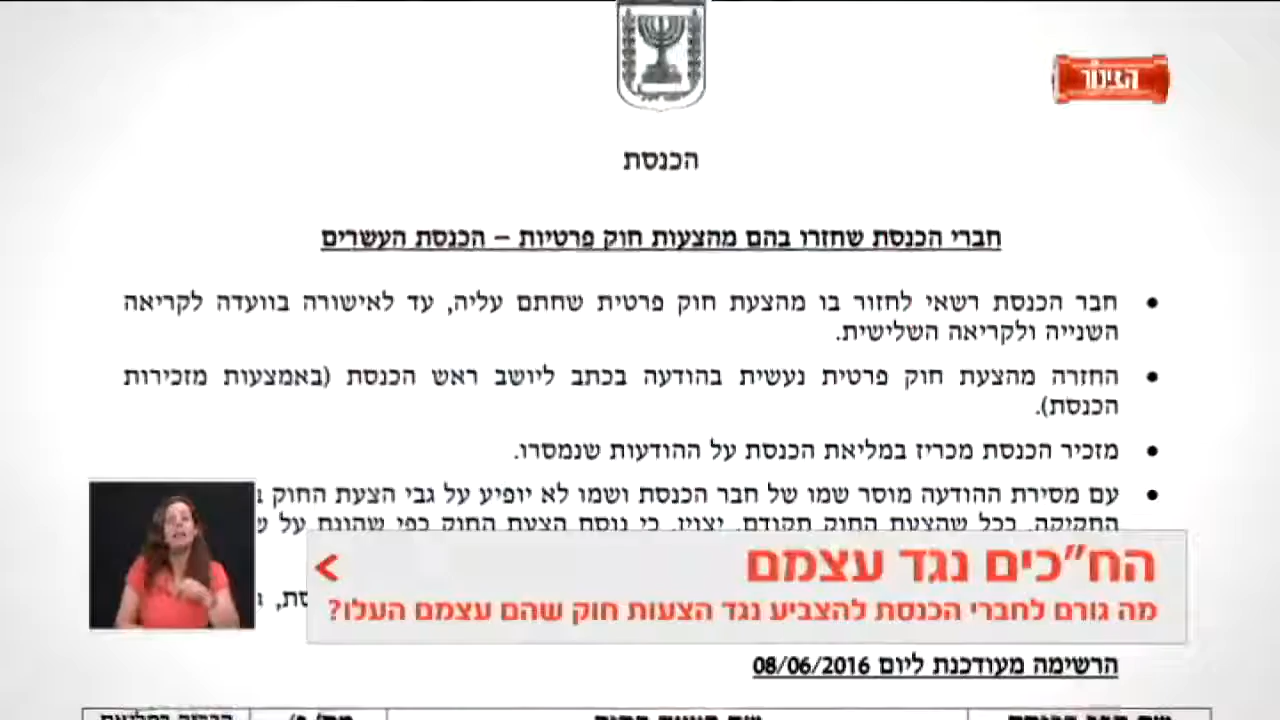 הצינור
הכנסת
חברי הכנסת שחזרו בהם מהצעות חוק פרטיות – הכנסת העשרים
• חבר הכנסת רשאי לחזור בו מהצעת חוק פרטית שחתם עליה, עד לאישורה בוועדה לקריאה
השנייה ולקריאה השלישית.
• החזרה מהצעת חוק פרטית נעשית בהודעה בכתב ליושב ראש הכנסת (באמצעות מזכירות
הכנסת).
• מזכיר הכנסת מכריז במליאת הכנסת על ההודעות שנמסרו.
• עם מסירת ההודעה מוסר שמו של חבר הכנסת ושמו לא יופיע על גבי הצעת החוק
החקיקה. ככל שהצעת החוק תקודם. יצוין, כי נוסח הצעת החוק כפי שהונח על
הח"כים נגד עצמם >
מה גורם לחברי הכנסת להצביע נגד הצעות חוק שהם עצמם העלו?
הרשימה מעודכנת ליום 08/06/2016